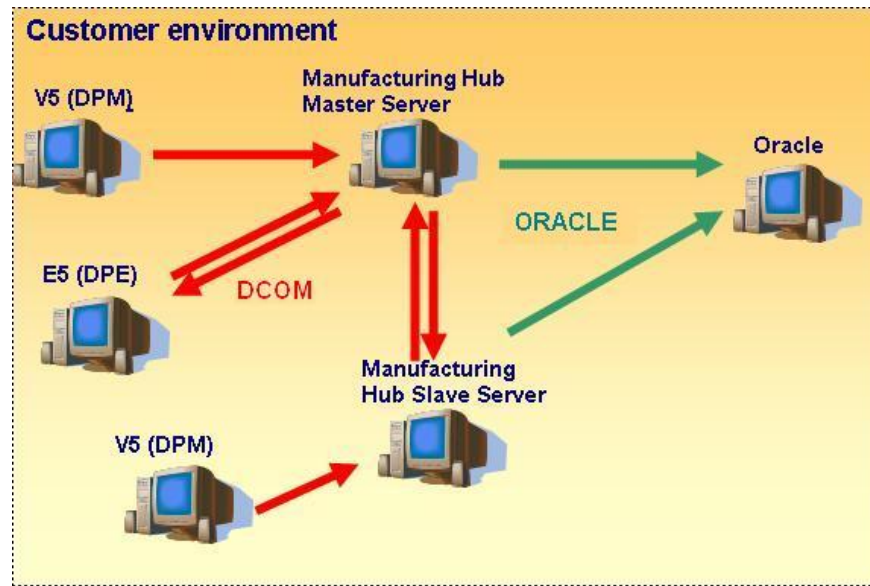 Customer environment
Manufacturing Hub
Master Server
V5 (DPM)
Oracle
ORACLE
E5 (DPE)
DCOM
Manufacturing
Hub Slave Server
V5 (DPM)